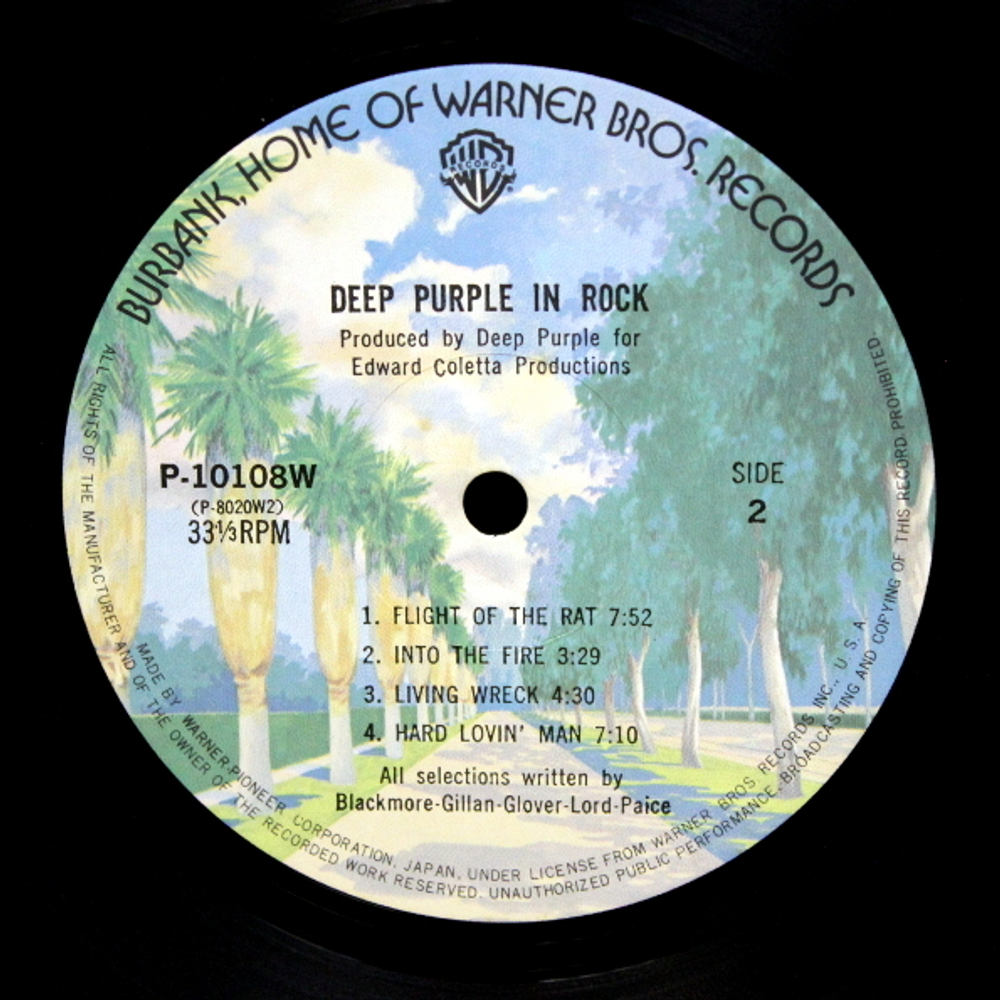 BURBANK, HOME OF WARNER BROS. RECORDS
RECORDS
DEEP PURPLE IN ROCK
Produced by Deep Purple for
Edward Coletta Productions
P-10108W
(P-8020W2)
33⅓RPM
SIDE
2
1. FLIGHT OF THE RAT 7:52
2. INTO THE FIRE 3:29
3. LIVING WRECK 4:30
4. HARD LOVIN' MAN 7:10
All selections written by
Blackmore-Gillan-Glover-Lord-Paice
MADE BY WARNER-PIONEER CORPORATION, JAPAN, UNDER LICENSE FROM WARNER BROS. RECORDS INC., U. S. A.
ALL RIGHTS OF THE MANUFACTURER AND OF THE OWNER OF THE RECORDED WORK RESERVED. UNAUTHORIZED PUBLIC PERFORMANCE, BROADCASTING AND COPYING OF THIS RECORD PROHIBITED.